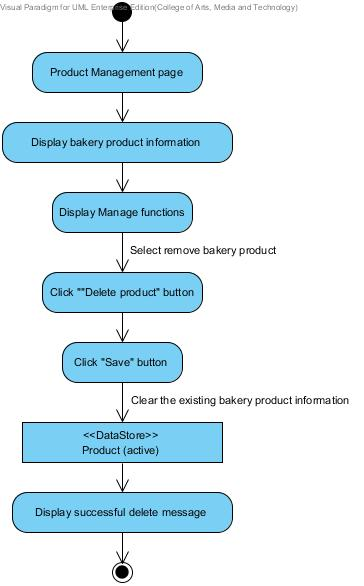 Visual Paradigm for UML Enterprise Edition(College of Arts, Media and Technology)
Product Management page
Display bakery product information
Display Manage functions
Select remove bakery product
Click ""Delete product" button
Click "Save" button
Clear the existing bakery product information
<<DataStore>>
Product (active)
Display successful delete message